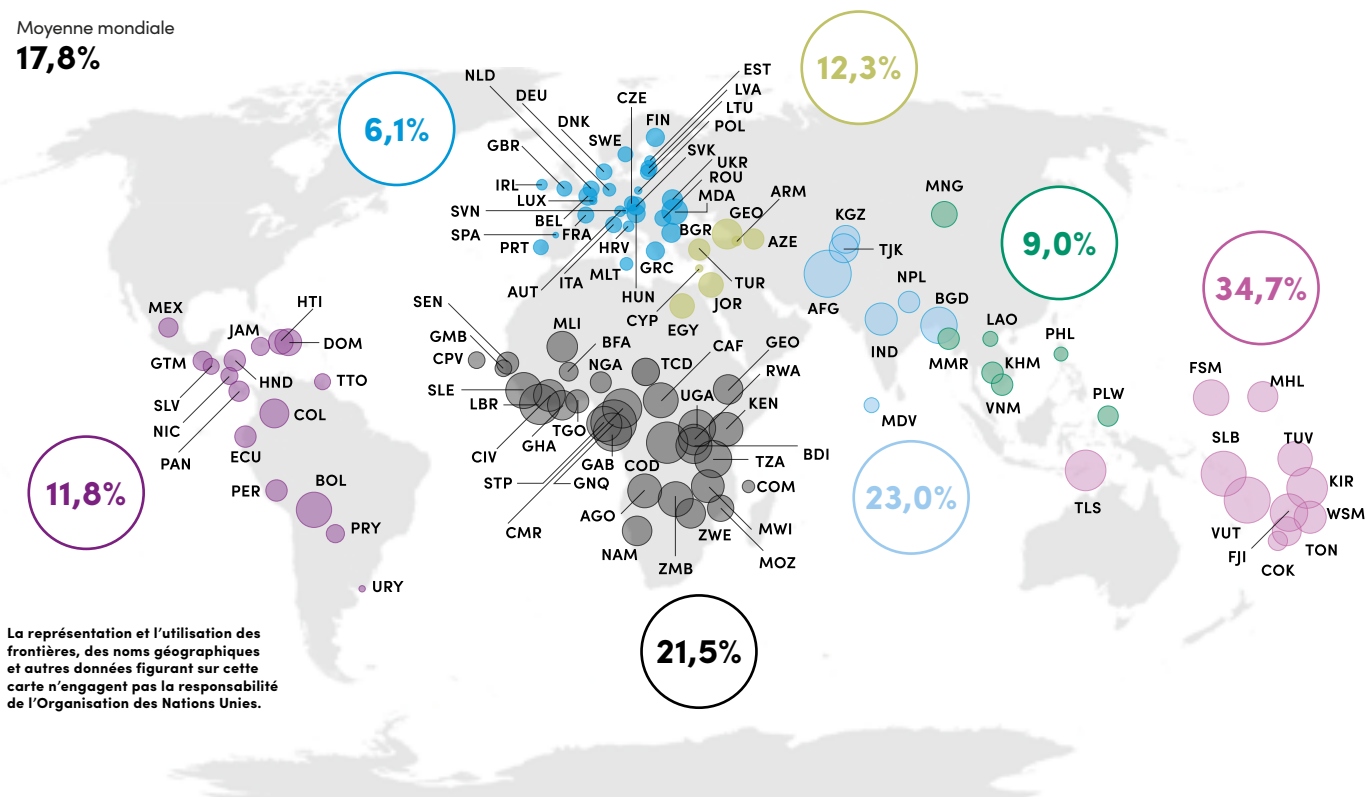 Moyenne mondiale
17,8%
6,1%
12,3%
9,0%
34,7%
11,8%
23,0%
21,5%
NLD
DEU
DNK
GBR
IRL
LUX
SVN
BEL
SPA
FRA
PRT
ITA
AUT
MLT
HRV
HUN
GRC
CZE
SWE
FIN
EST
LVA
LTU
POL
SVK
UKR
ROU
MDA
BGR
GEO
ARM
AZE
TUR
JOR
CYP
EGY
KGZ
TJK
AFG
NPL
BGD
IND
MDV
MNG
LAO
MMR
KHM
VNM
PHL
PLW
FSM
MHL
SLB
TUV
KIR
WSM
VUT
FJI
TON
COK
TLS
MEX
JAM
HTI
DOM
GTM
HND
TTO
SLV
NIC
PAN
COL
ECU
PER
BOL
PRY
URY
SEN
GMB
CPV
MLI
BFA
NGA
TCD
CAF
GEO
RWA
KEN
UGA
SLE
LBR
CIV
GHA
TGO
STP
GAB
GNQ
CMR
COD
BDI
TZA
COM
AGO
NAM
ZMB
ZWE
MWI
MOZ
La représentation et l’utilisation des
frontières, des noms géographiques
et autres données figurant sur cette
carte n’engagent pas la responsabilité
de l’Organisation des Nations Unies.